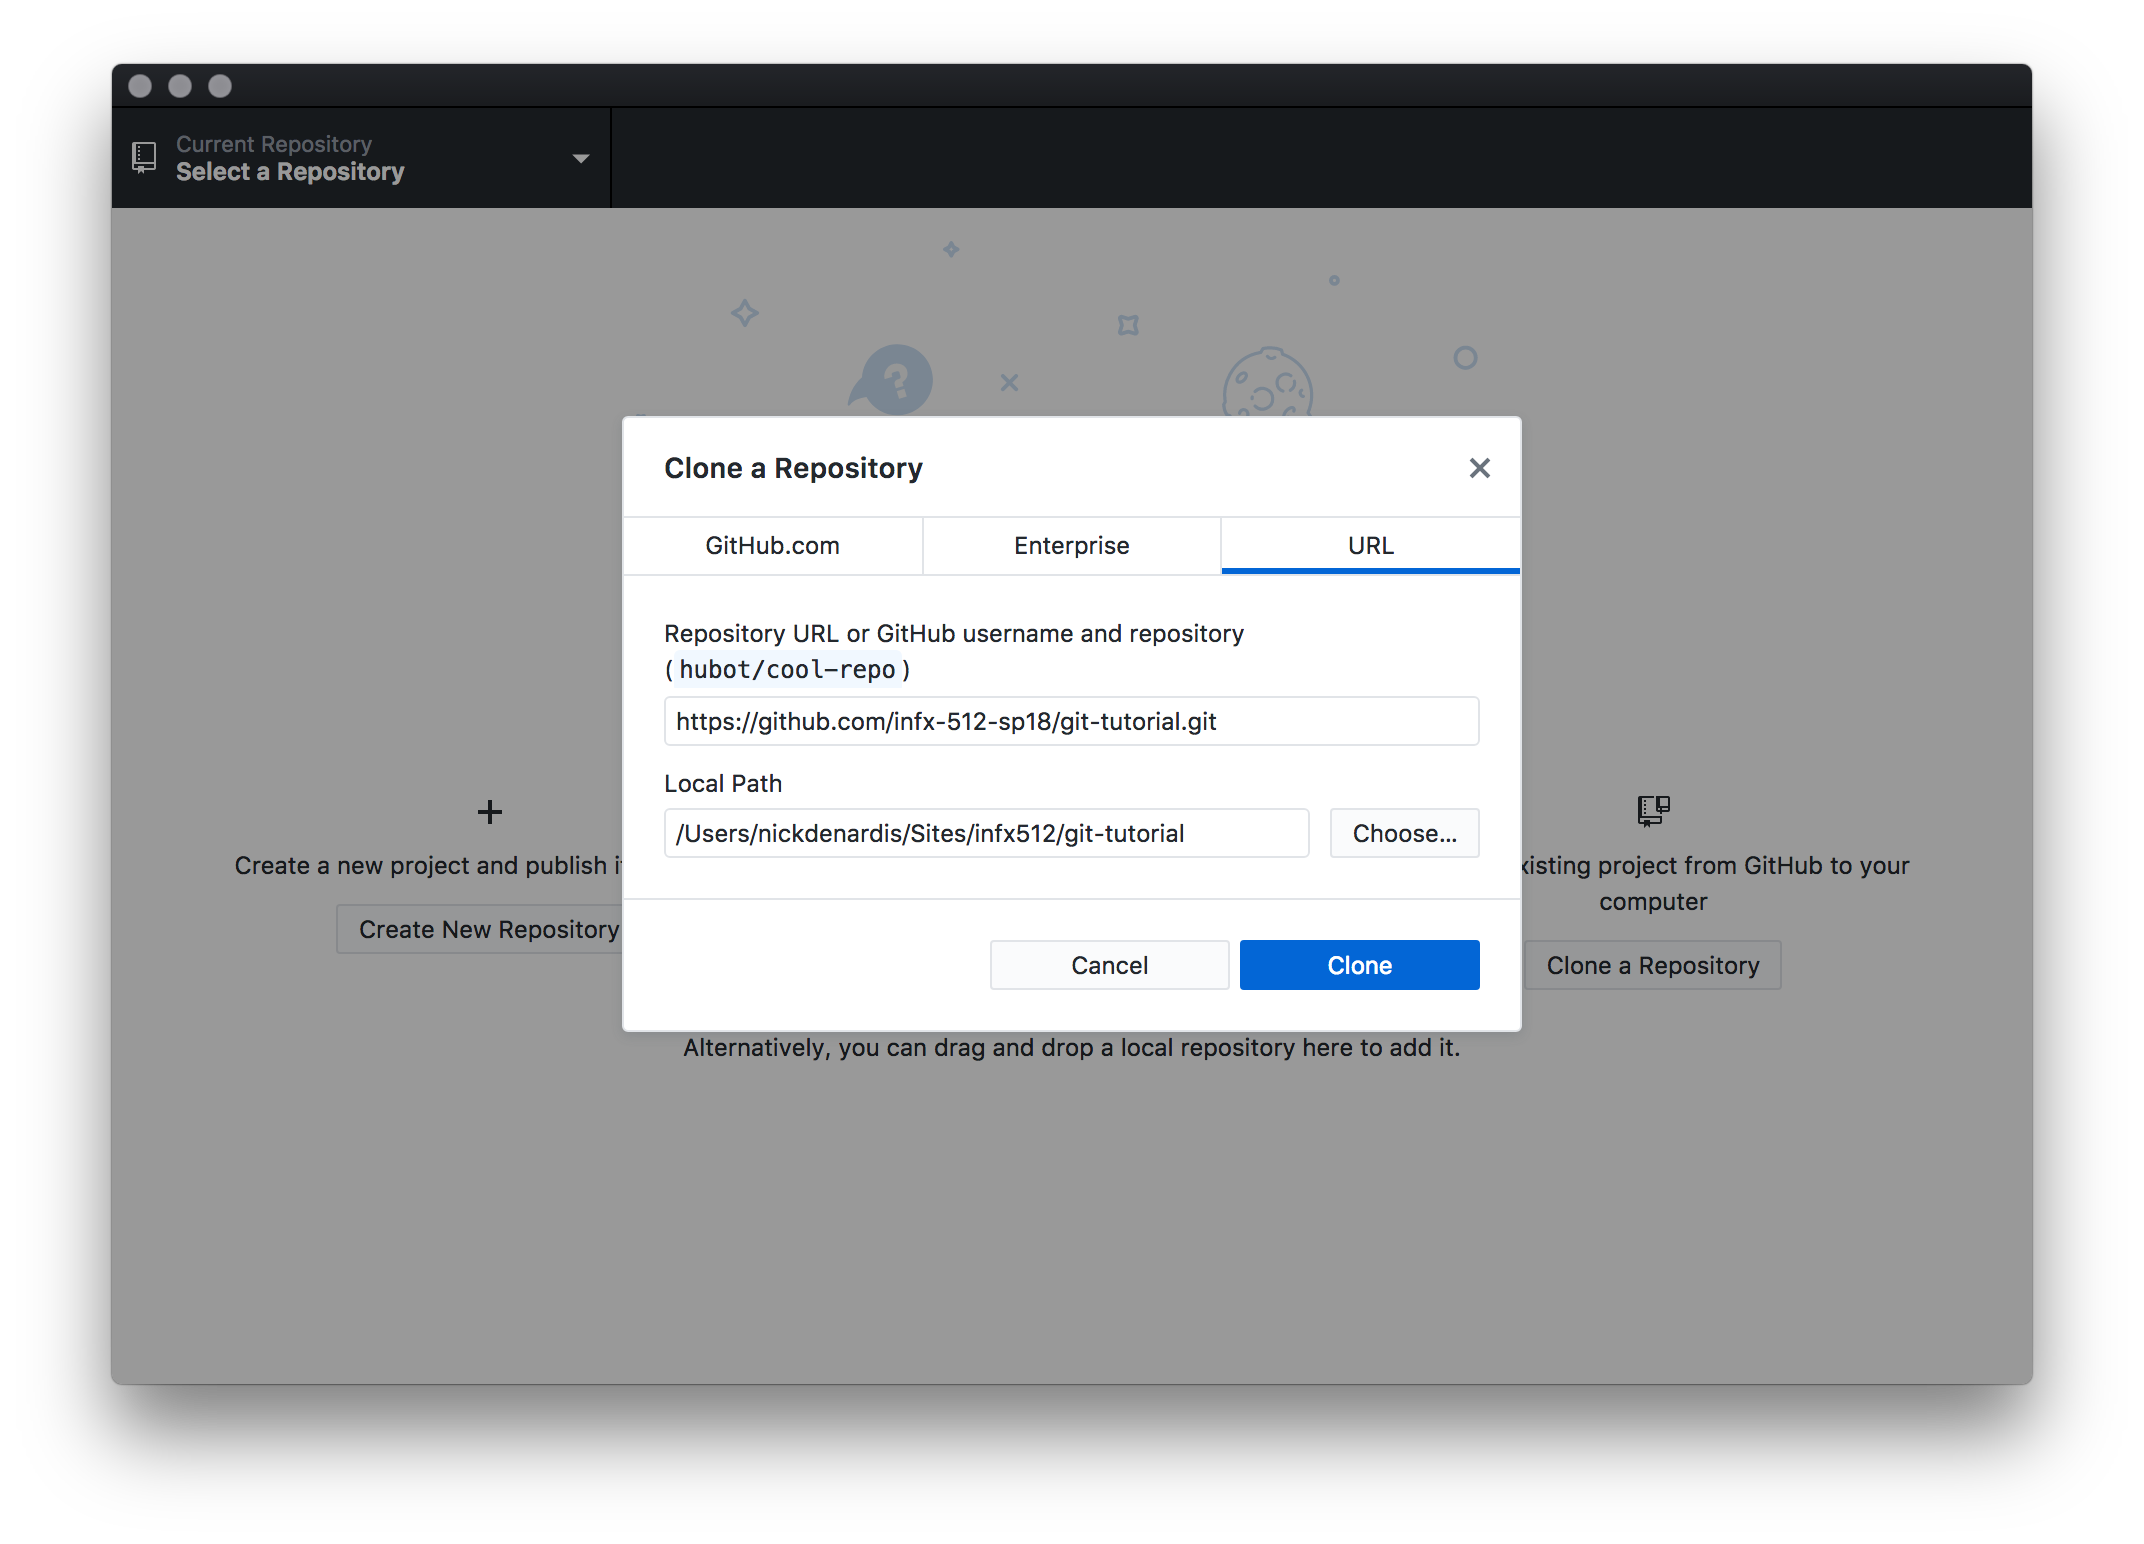 Current Repository
Select a Repository
?
Clone a Repository
GitHub.com
Enterprise
URL
Repository URL or GitHub username and repository
(hubot/cool-repo)
https://github.com/infx-512-sp18/git-tutorial.git
Local Path
/Users/nickdenardis/Sites/infx512/git-tutorial
Choose...
Cancel
Clone
Create a new project and publish
Create New Repository
project from GitHub to your
computer
Clone a Repository
Alternatively, you can drag and drop a local repository here to add it.